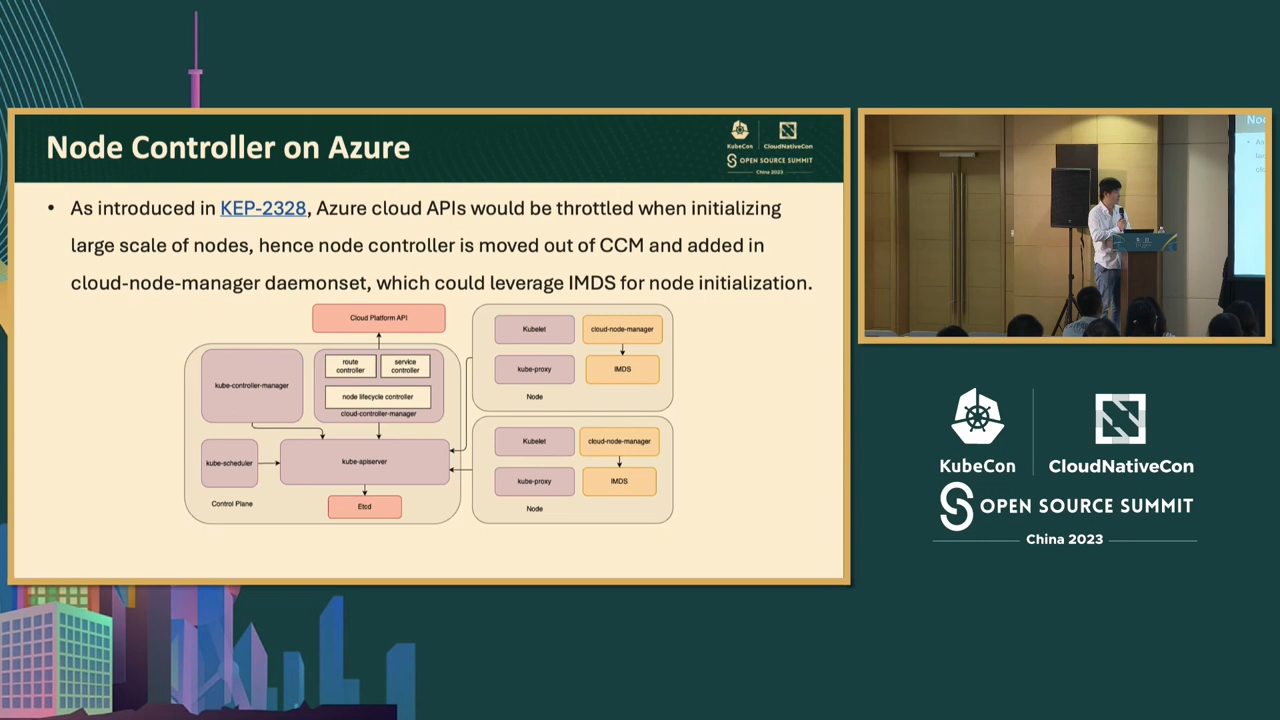 Node Controller on Azure
KubeCon
CloudNativeCon
OPEN SOURCE SUMMIT
China 2023
• As introduced in KEP-2328, Azure cloud APIs would be throttled when initializing
large scale of nodes, hence node controller is moved out of CCM and added in
cloud-node-manager daemonset, which could leverage IMDS for node initialization.
Cloud Platform API
kube-controller-manager
route
controller
service
controller
node lifecycle controller
cloud-controller-manager
kube-scheduler
kube-apiserver
Control Plane
Etcd
Kubelet
cloud-node-manager
kube-proxy
IMDS
Node
Kubelet
cloud-node-manager
kube-proxy
IMDS
Node
KubeCon
CloudNativeCon
OPEN SOURCE SUMMIT
China 2023